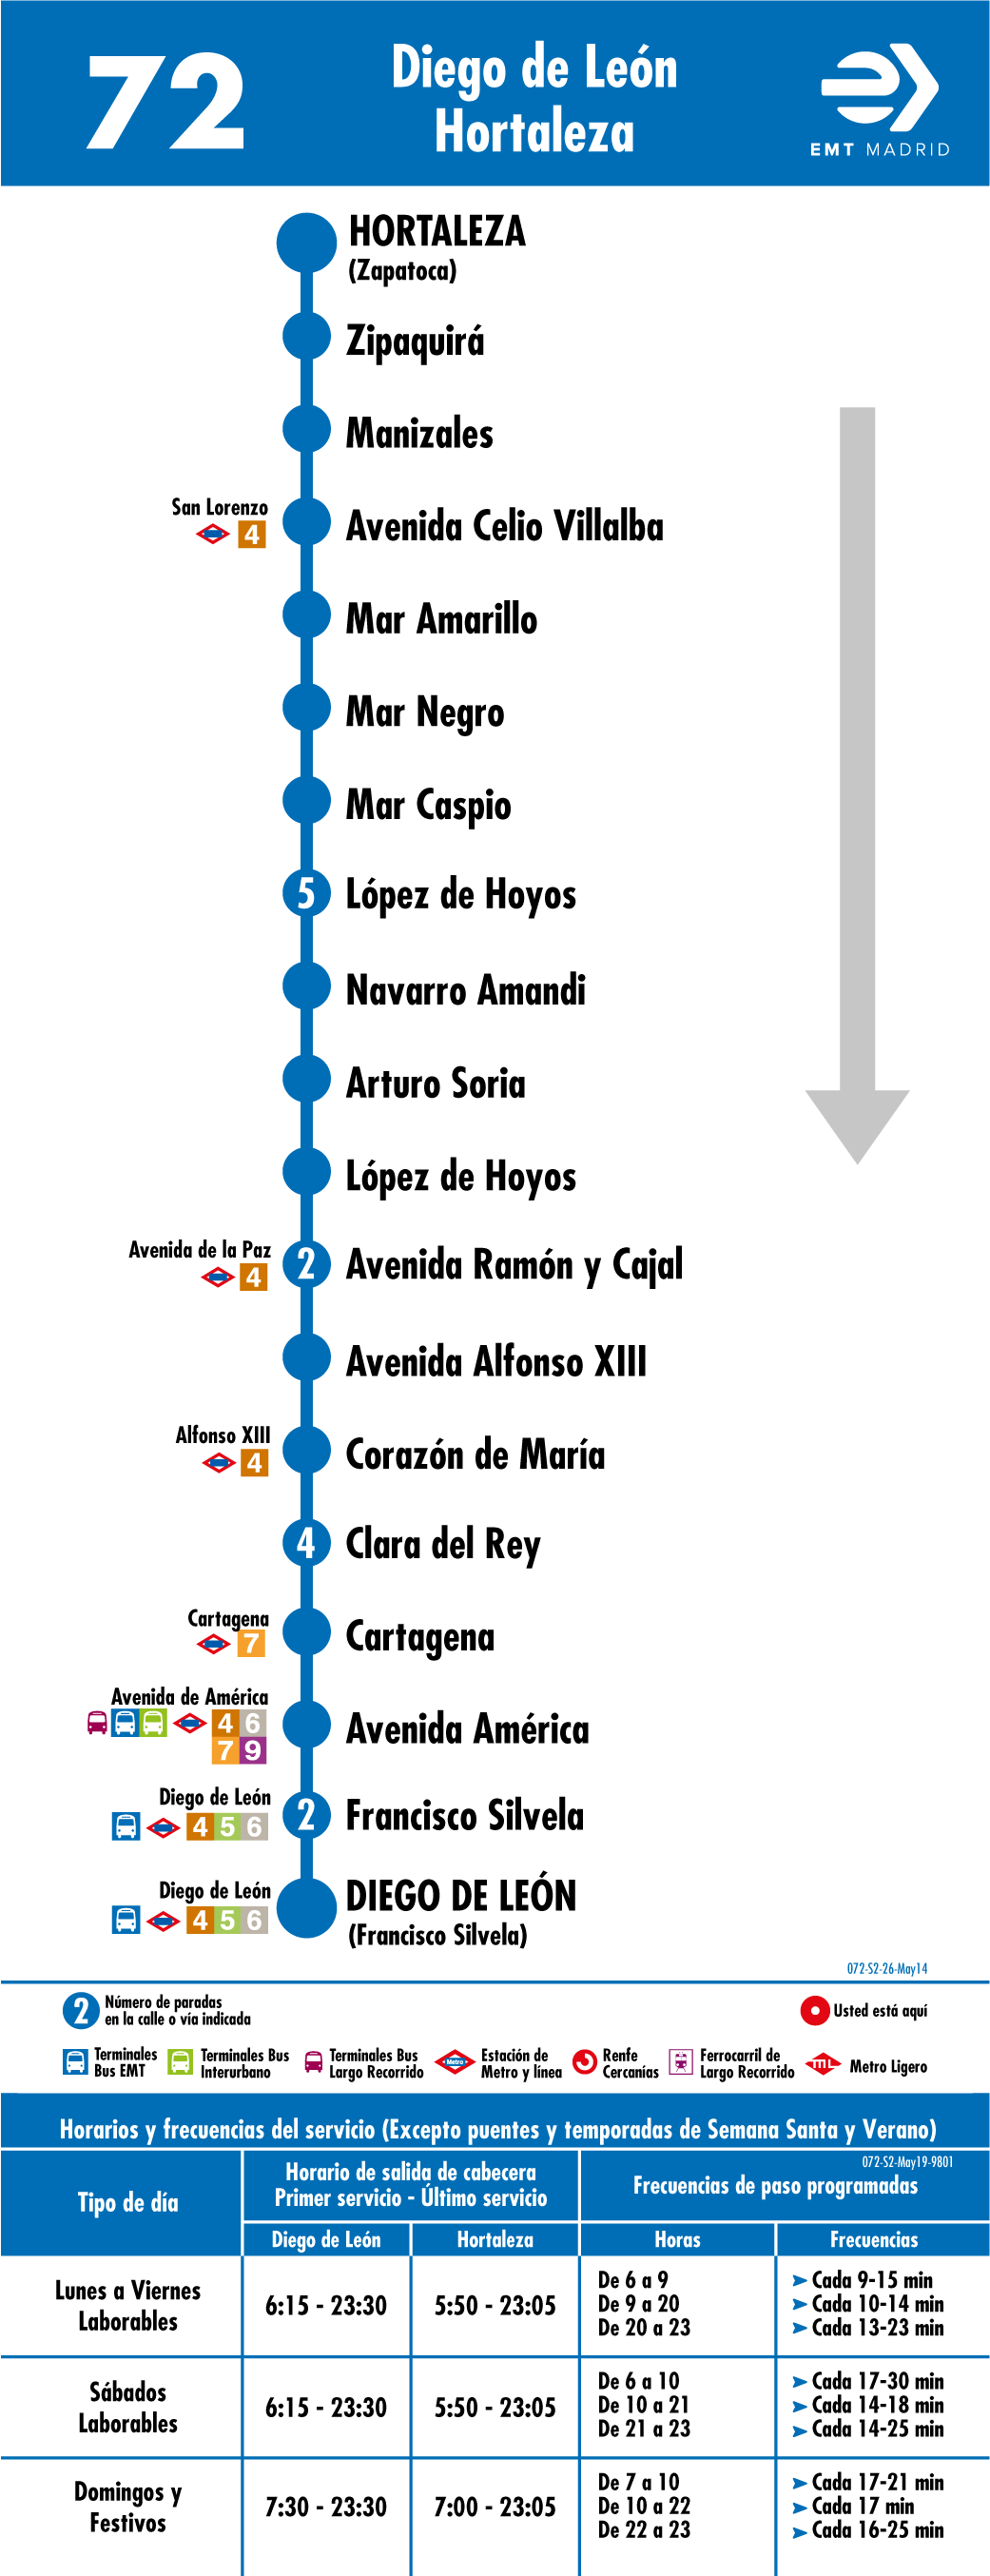 72
Diego de León
Hortaleza
EMT MADRID
HORTALEZA
(Zapatoca)
Zipaquirá
Manizales
San Lorenzo
4
Avenida Celio Villalba
Mar Amarillo
Mar Negro
Mar Caspio
5 López de Hoyos
Navarro Amandi
Arturo Soria
López de Hoyos
Avenida de la Paz
4
2 Avenida Ramón y Cajal
Avenida Alfonso XIII
Alfonso XIII
4
Corazón de María
4 Clara del Rey
Cartagena
7
Cartagena
Avenida de América
4 6
7 9
Avenida América
Diego de León
4 5 6
2 Francisco Silvela
Diego de León
4 5 6
DIEGO DE LEÓN
(Francisco Silvela)
072-S2-26-May14
2 Número de paradas
en la calle o vía indicada
Usted está aquí
Terminales
Bus EMT
Terminales Bus
Interurbano
Terminales Bus
Largo Recorrido
Metro
Estación de
Metro y línea
Renfe
Cercanías
Ferrocarril de
Largo Recorrido
ML
Metro Ligero
Horarios y frecuencias del servicio (Excepto puentes y temporadas de Semana Santa y Verano)
072-S2-May19-9801
Tipo de día
Horario de salida de cabecera
Primer servicio - Último servicio
Frecuencias de paso programadas
Diego de León
Hortaleza
Horas
Frecuencias
Lunes a Viernes
Laborables
6:15 - 23:30
5:50 - 23:05
De 6 a 9 ➤ Cada 9-15 min
De 9 a 20 ➤ Cada 10-14 min
De 20 a 23 ➤ Cada 13-23 min
Sábados
Laborables
6:15 - 23:30
5:50 - 23:05
De 6 a 10 ➤ Cada 17-30 min
De 10 a 21 ➤ Cada 14-18 min
De 21 a 23 ➤ Cada 14-25 min
Domingos y
Festivos
7:30 - 23:30
7:00 - 23:05
De 7 a 10 ➤ Cada 17-21 min
De 10 a 22 ➤ Cada 17 min
De 22 a 23 ➤ Cada 16-25 min